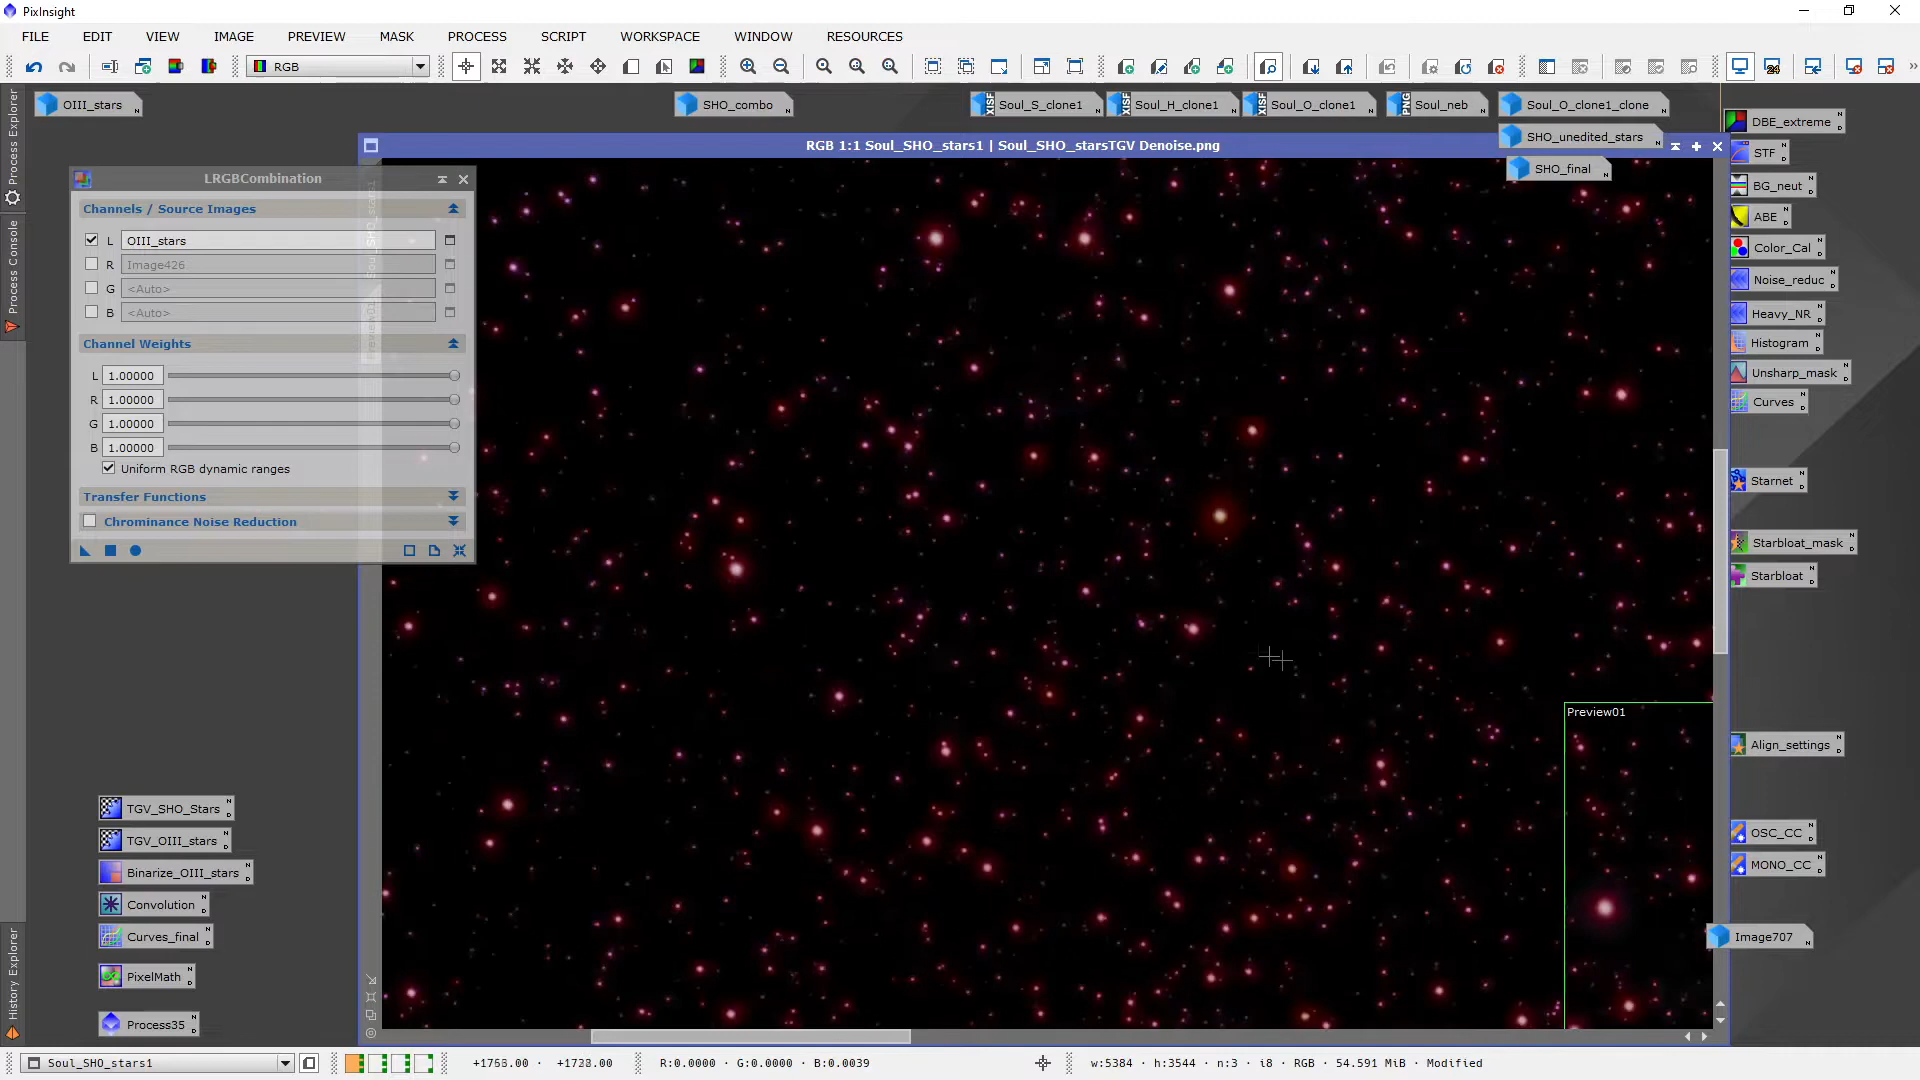 PixInsight
FILE EDIT VIEW IMAGE PREVIEW MASK PROCESS SCRIPT WORKSPACE WINDOW RESOURCES
RGB
24
OIII_stars
SHO_combo
Soul_S_clone1
Soul_H_clone1
Soul_O_clone1
Soul_neb
Soul_O_clone1_clone
SHO_unedited_stars
SHO_final
RGB 1:1 Soul_SHO_stars1 | Soul_SHO_starsTGV Denoise.png
Process Explorer
Process Console
History Explorer
LRGBCombination
Channels / Source Images
L OIII_stars
R Image426
G <Auto>
B <Auto>
Channel Weights
L 1.00000
R 1.00000
G 1.00000
B 1.00000
Uniform RGB dynamic ranges
Transfer Functions
Chrominance Noise Reduction
Soul_SHO_stars1
Preview01
DBE_extreme
STF
BG_neut
ABE
Color_Cal
Noise_reduc
Heavy_NR
Histogram
Unsharp_mask
Curves
Starnet
Starbloat_mask
Starbloat
Align_settings
OSC_CC
MONO_CC
Image707
TGV_SHO_Stars
TGV_OIII_stars
Binarize_OIII_stars
Convolution
Curves_final
PixelMath
Process35
Soul_SHO_stars1
R:0.0000 · G:0.0000 · B:0.0039
w:5384 · h:3544 · n:3 · i8 · RGB · 54.591 MiB · Modified